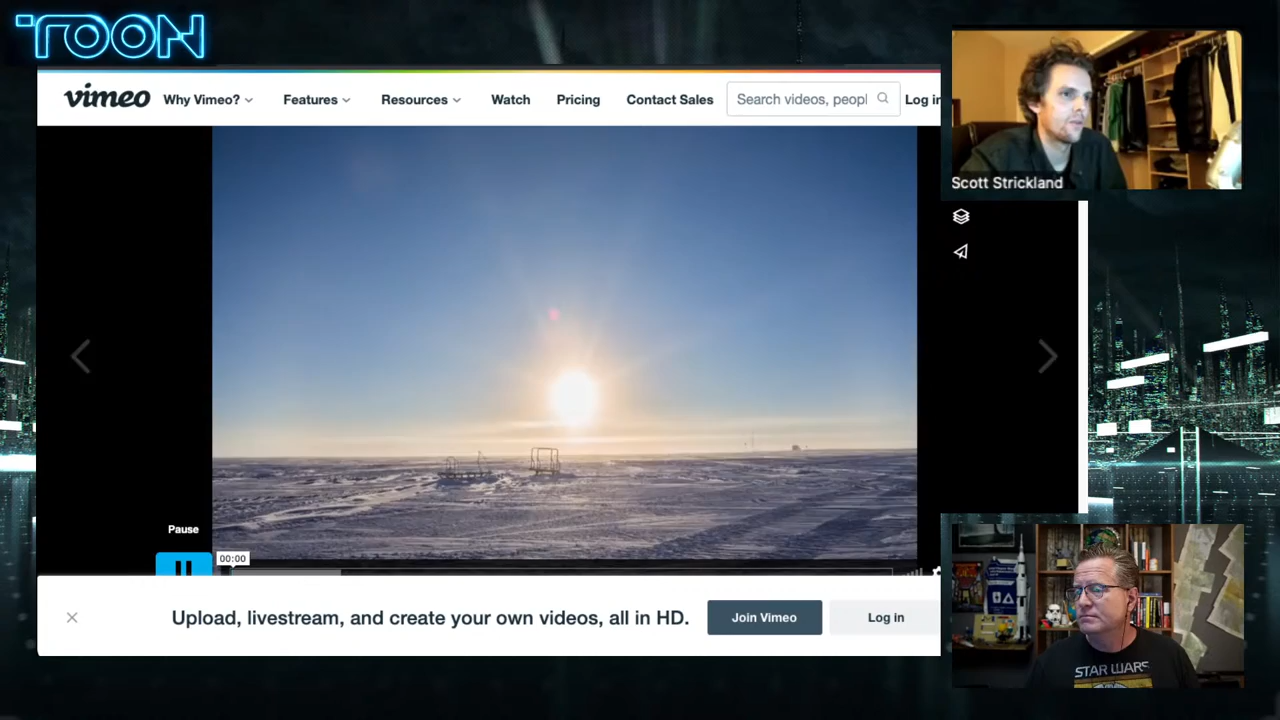 TOON
vimeo Why Vimeo? Features Resources Watch Pricing Contact Sales Search videos, peopl Log in
Scott Strickland
Pause
00:00
Upload, livestream, and create your own videos, all in HD. Join Vimeo Log in
STAR WARS